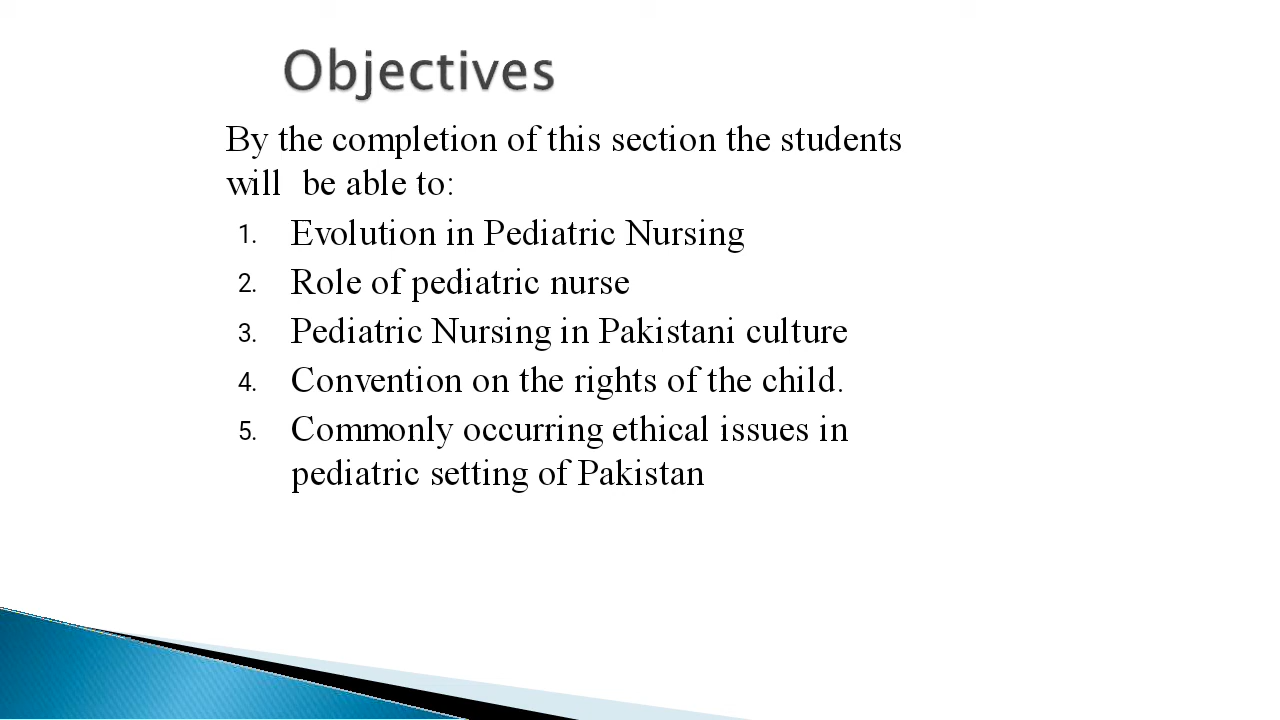 Objectives
By the completion of this section the students
will  be able to:
1. Evolution in Pediatric Nursing
2. Role of pediatric nurse
3. Pediatric Nursing in Pakistani culture
4. Convention on the rights of the child.
5. Commonly occurring ethical issues in
pediatric setting of Pakistan